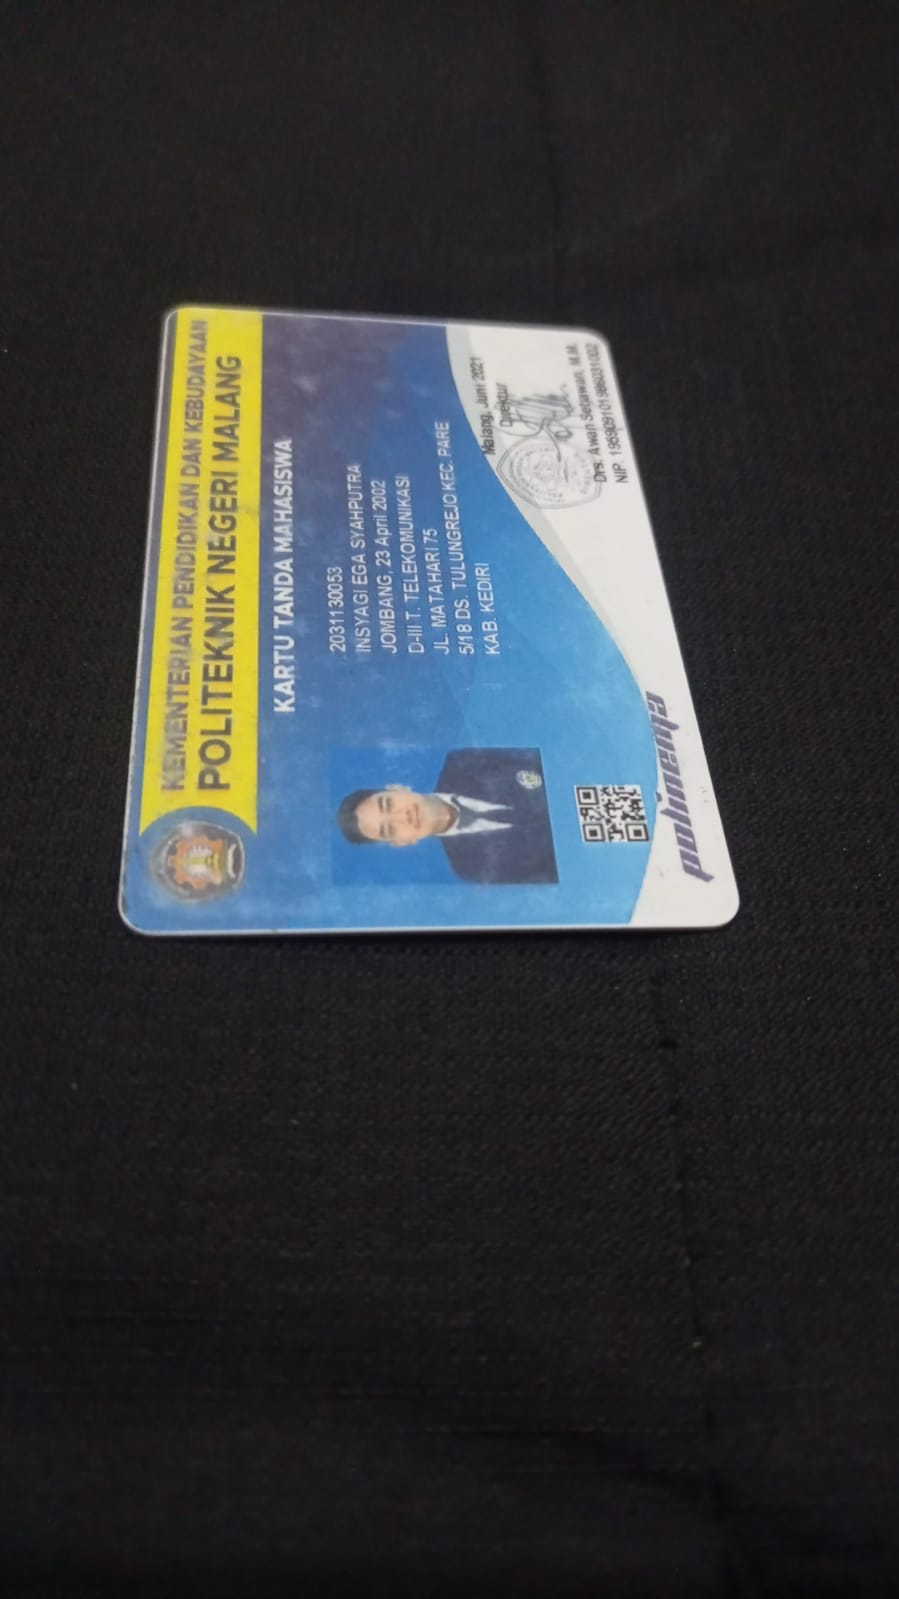 KEMENTERIAN PENDIDIKAN DAN KEBUDAYAAN
POLITEKNIK NEGERI MALANG
KARTU TANDA MAHASISWA
2031130053
INSYAGI EGA SYAHPUTRA
JOMBANG, 23 April 2002
D-III T. TELEKOMUNIKASI
JL. MATAHARI 75
5/18 DS. TULUNGREJO KEC. PARE
KAB. KEDIRI
Malang, Juni 2021
Direktur
Drs. Awan Setiawan, M.M.
NIP. 195909101986031002
polinema